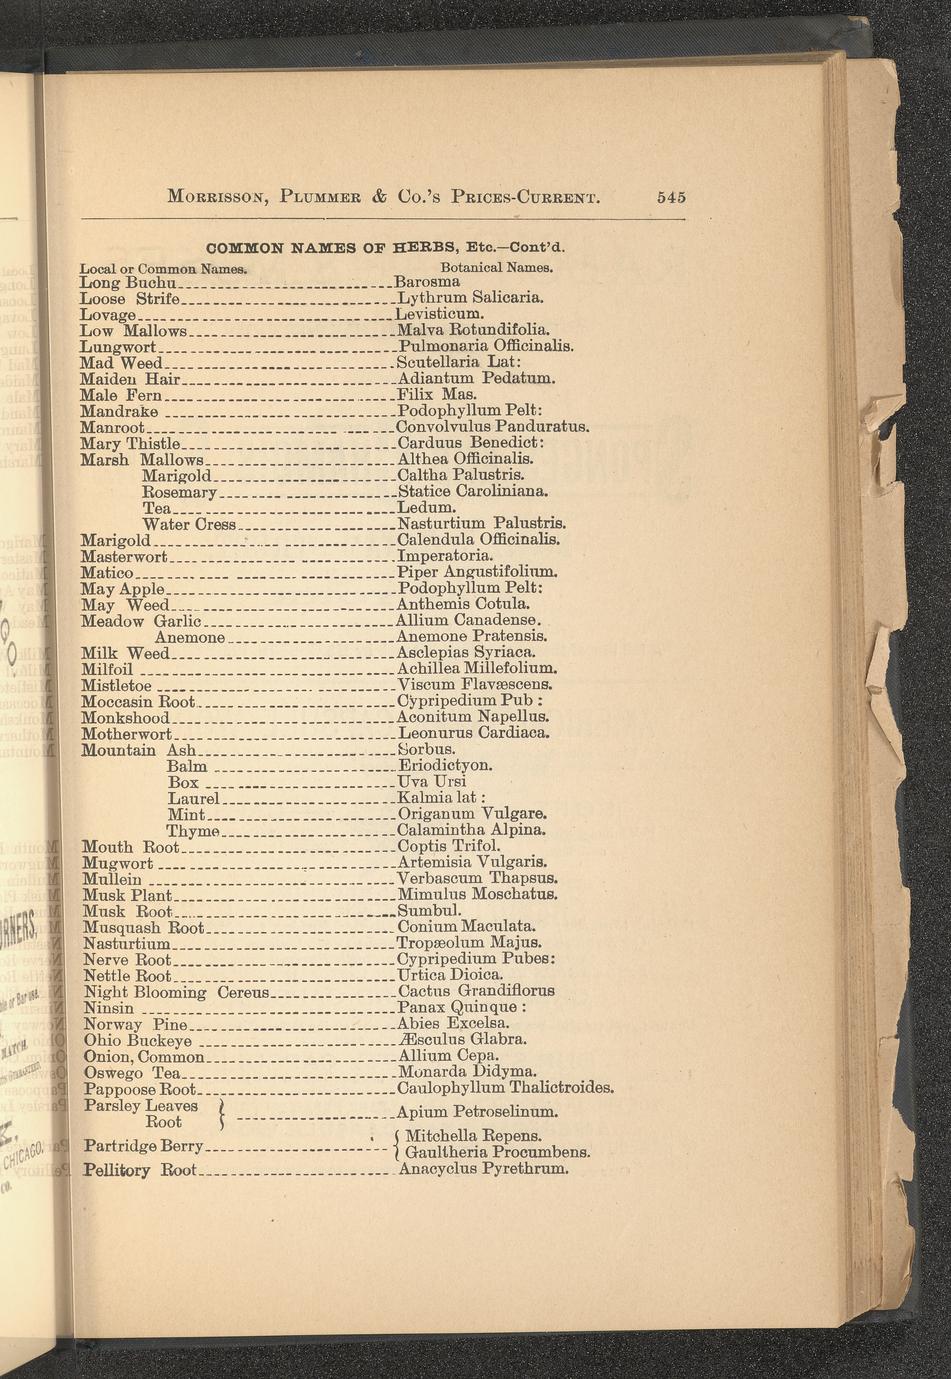 MORRISSON, PLUMMER & CO.'S PRICES-CURRENT. 545
COMMON NAMES OF HERBS, Etc.—Cont'd.
Local or Common Names. Botanical Names.
Long Buchu Barosma
Loose Strife Lythrum Salicaria.
Lovage Levisticum.
Low Mallows Malva Rotundifolia.
Lungwort Pulmonaria Officinalis.
Mad Weed Scutellaria Lat:
Maiden Hair Adiantum Pedatum.
Male Fern Filix Mas.
Mandrake Podophyllum Pelt:
Manroot Convolvulus Panduratus.
Mary Thistle Carduus Benedict:
Marsh Mallows Althea Officinalis.
Marigold Caltha Palustris.
Rosemary Statice Caroliniana.
Tea Ledum.
Water Cress Nasturtium Palustris.
Marigold Calendula Officinalis.
Masterwort Imperatoria.
Matico Piper Angustifolium.
May Apple Podophyllum Pelt:
May Weed Anthemis Cotula.
Meadow Garlic Allium Canadense.
Anemone Anemone Pratensis.
Milk Weed Asclepias Syriaca.
Milfoil Achillea Millefolium.
Mistletoe Viscum Flavæscens.
Moccasin Root Cypripedium Pub :
Monkshood Aconitum Napellus.
Motherwort Leonurus Cardiaca.
Mountain Ash Sorbus.
Balm Eriodictyon.
Box Uva Ursi
Laurel Kalmia lat :
Mint Origanum Vulgare.
Thyme Calamintha Alpina.
Mouth Root Coptis Trifol.
Mugwort Artemisia Vulgaris.
Mullein Verbascum Thapsus.
Musk Plant Mimulus Moschatus.
Musk Root Sumbul.
Musquash Root Conium Maculata.
Nasturtium Tropæolum Majus.
Nerve Root Cypripedium Pubes:
Nettle Root Urtica Dioica.
Night Blooming Cereus Cactus Grandiflorus
Ninsin Panax Quinque :
Norway Pine Abies Excelsa.
Ohio Buckeye Æsculus Glabra.
Onion, Common Allium Cepa.
Oswego Tea Monarda Didyma.
Pappoose Root Caulophyllum Thalictroides.
Parsley Leaves
Root } Apium Petroselinum.
Partridge Berry { Mitchella Repens.
Gaultheria Procumbens.
Pellitory Root Anacyclus Pyrethrum.
CHICAGO,